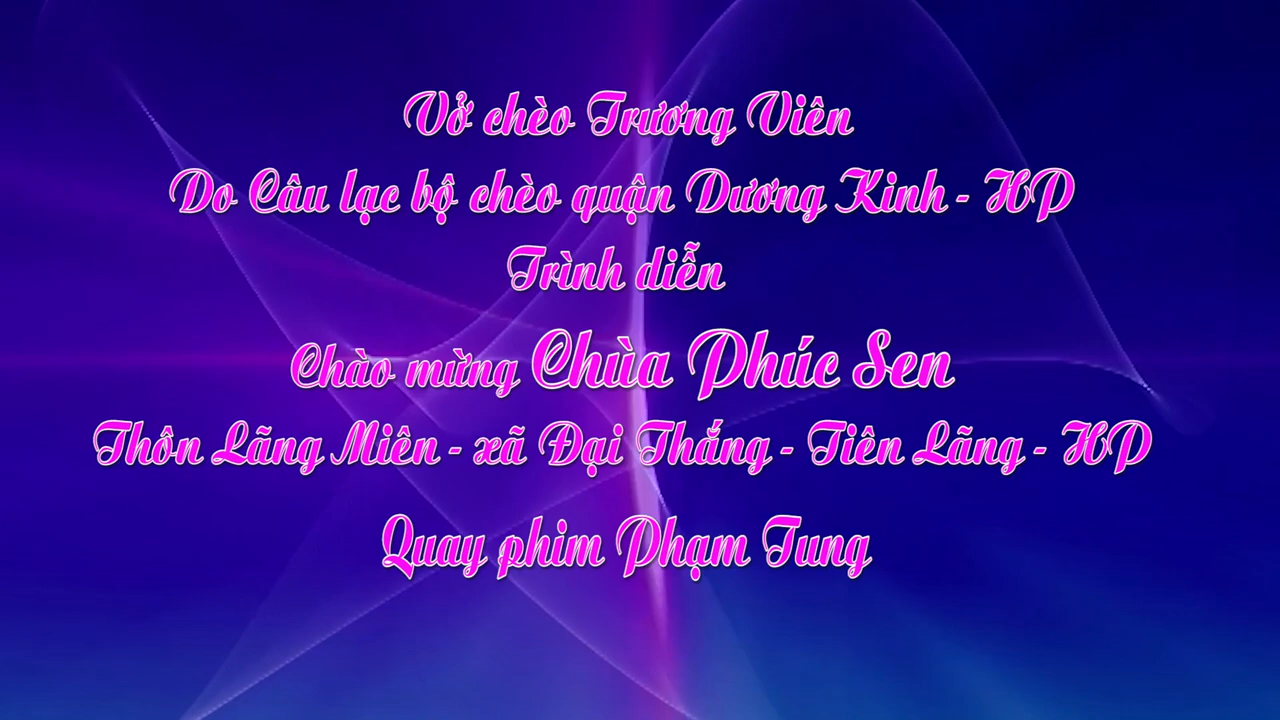 Vở chèo Trương Viên
Do Câu lạc bộ chèo quận Dương Kinh - HP
Trình diễn
Chào mừng Chùa Phúc Sen
Thôn Lãng Miên - xã Đại Thắng - Tiên Lãng - HP
Quay phim Phạm Tung